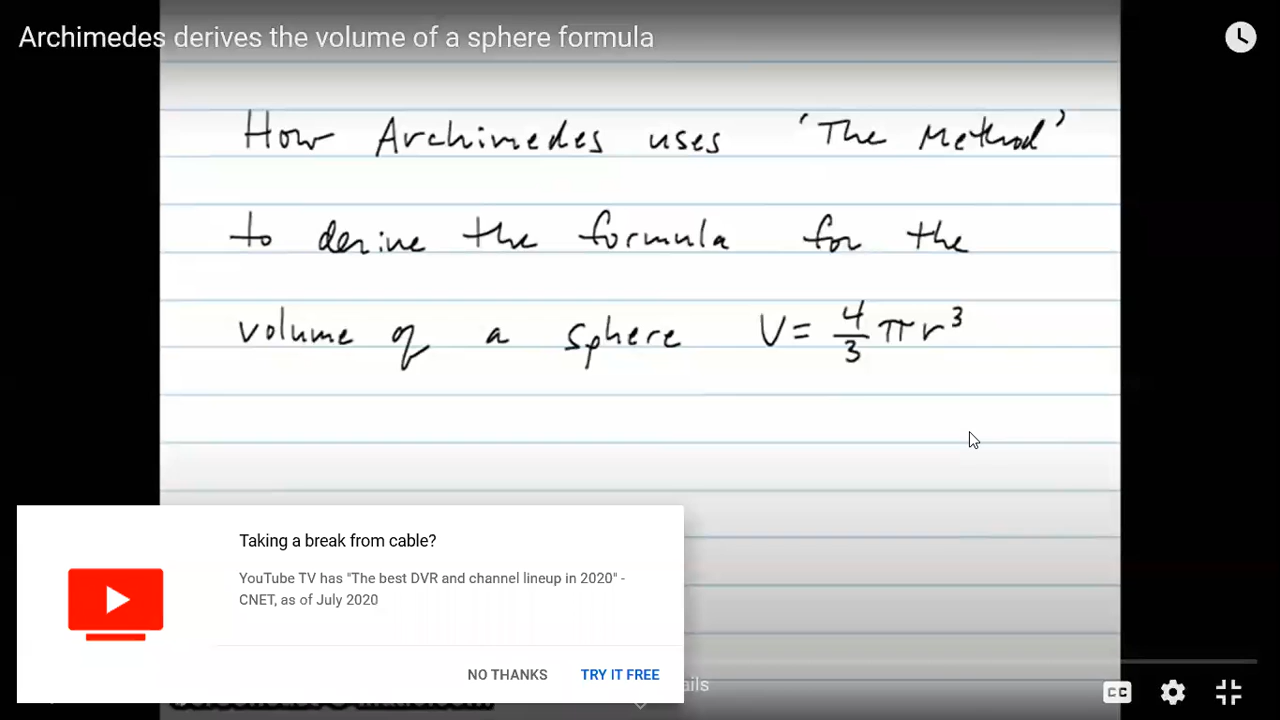 Archimedes derives the volume of a sphere formula
How Archimedes uses 'The Method'
to derive the formula for the
volume of a sphere V = 4/3 πr³
Taking a break from cable?
YouTube TV has "The best DVR and channel lineup in 2020" -
CNET, as of July 2020
NO THANKS TRY IT FREE
CC